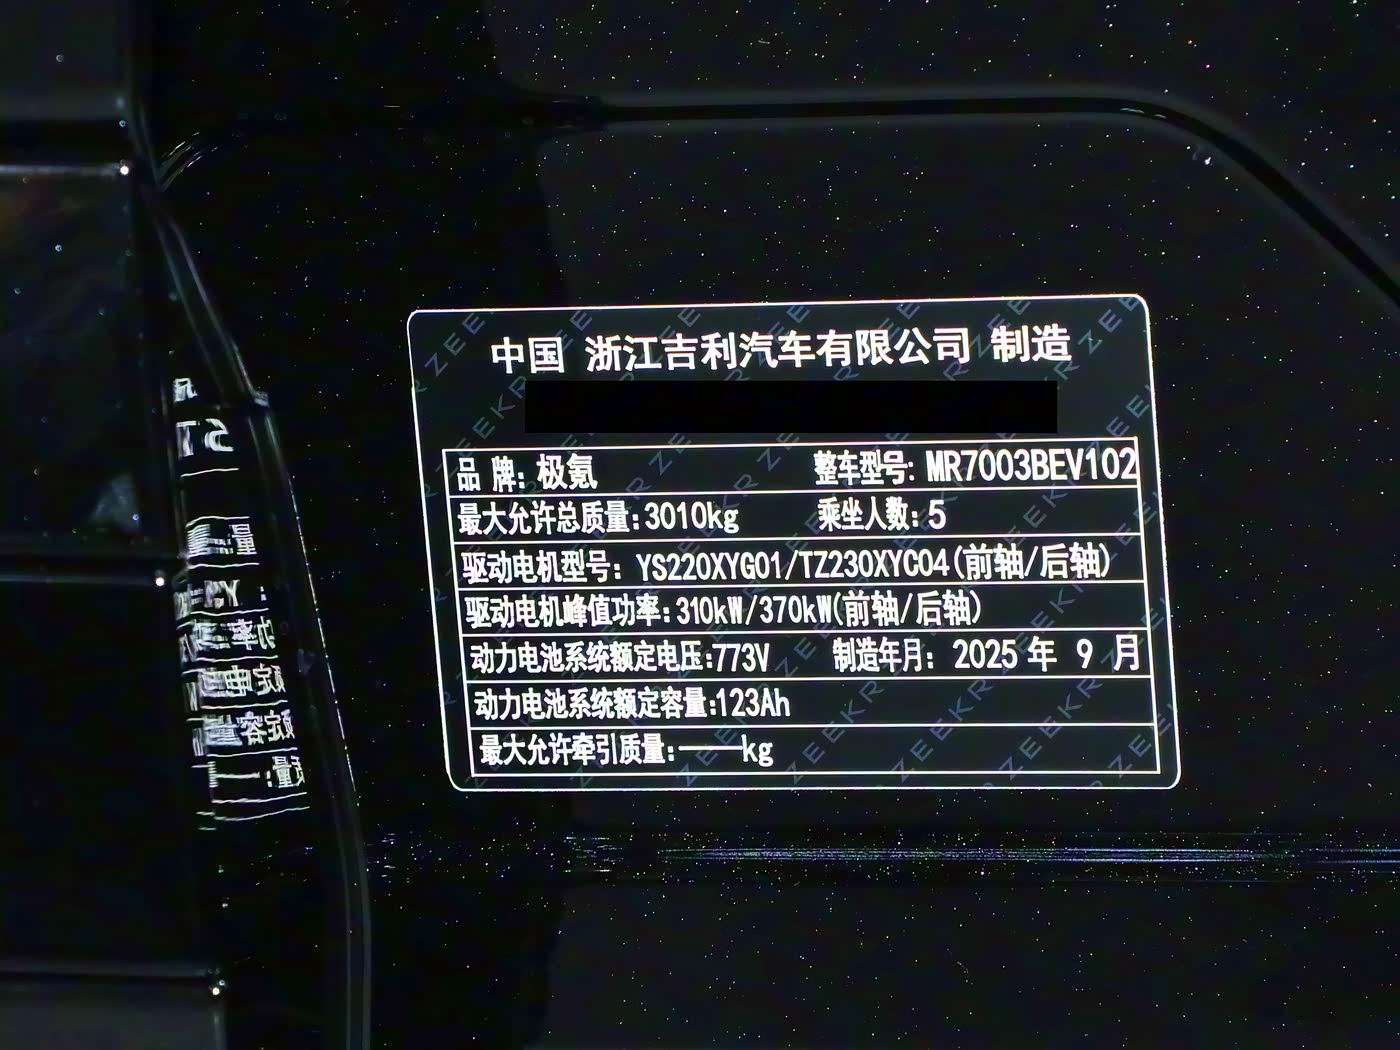 中国 浙江吉利汽车有限公司 制造
品 牌: 极氪 整车型号: MR7003BEV102
最大允许总质量:3010kg 乘坐人数: 5
驱动电机型号: YS220XYG01/TZ230XYC04(前轴/后轴)
驱动电机峰值功率:310kW/370kW(前轴/后轴)
动力电池系统额定电压:773V 制造年月: 2025 年 9 月
动力电池系统额定容量:123Ah
最大允许牵引质量:——kg